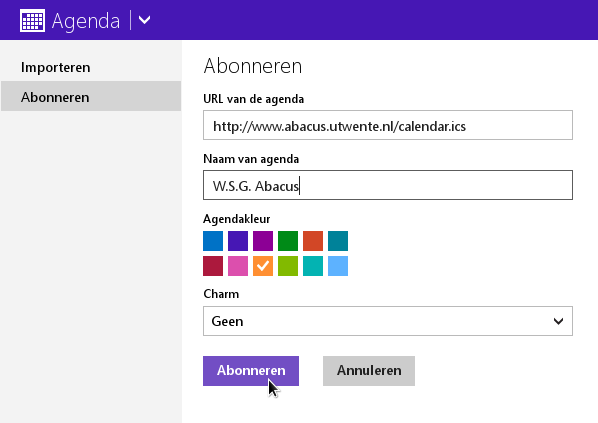 Agenda
Importeren
Abonneren
Abonneren
URL van de agenda
http://www.abacus.utwente.nl/calendar.ics
Naam van agenda
W.S.G. Abacus
Agendakleur
Charm
Geen
Abonneren
Annuleren